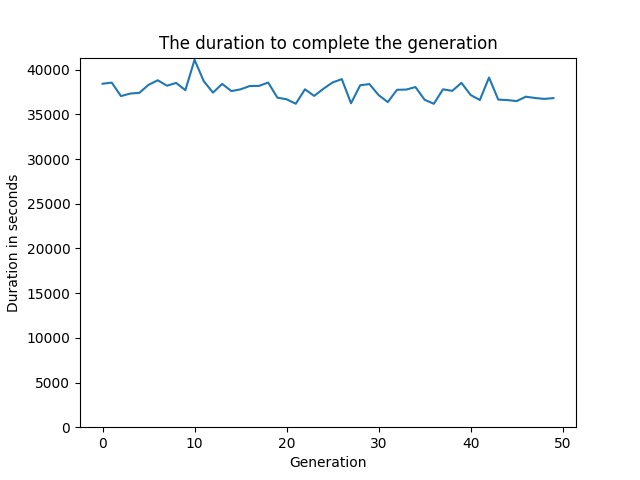 The duration to complete the generation
40000
35000
30000
25000
20000
15000
10000
5000
0
Duration in seconds
0 10 20 30 40 50
Generation